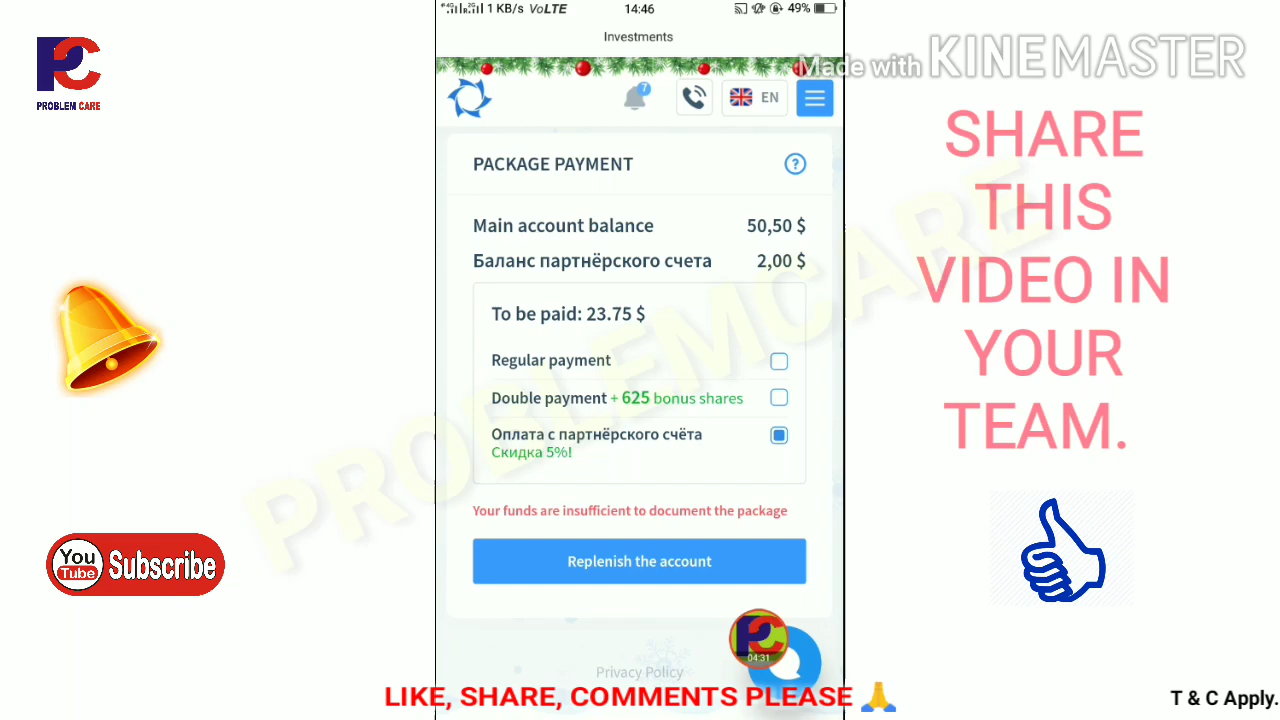 1 KB/s VoLTE
14:46
49%
Investments
Made with KINEMASTER
PC
PROBLEM CARE
7
EN
PACKAGE PAYMENT
?
Main account balance 50,50 $
Баланс партнёрского счета 2,00 $
To be paid: 23.75 $
Regular payment
Double payment + 625 bonus shares
Оплата с партнёрского счёта
Скидка 5%!
Your funds are insufficient to document the package
Replenish the account
PC
04:31
Privacy Policy
PROBLEMCARE
SHARE
THIS
VIDEO IN
YOUR
TEAM.
You
Tube
Subscribe
LIKE, SHARE, COMMENTS PLEASE 🙏
T & C Apply.